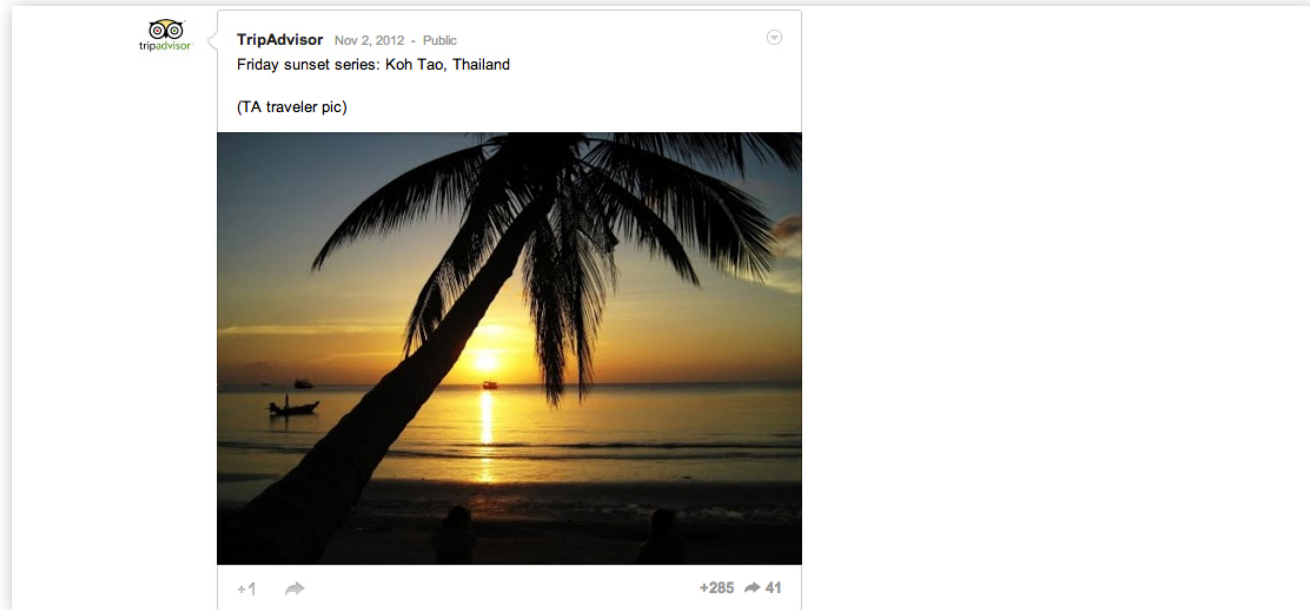 tripadvisor
TripAdvisor Nov 2, 2012 - Public
Friday sunset series: Koh Tao, Thailand
(TA traveler pic)
+1
+285 41